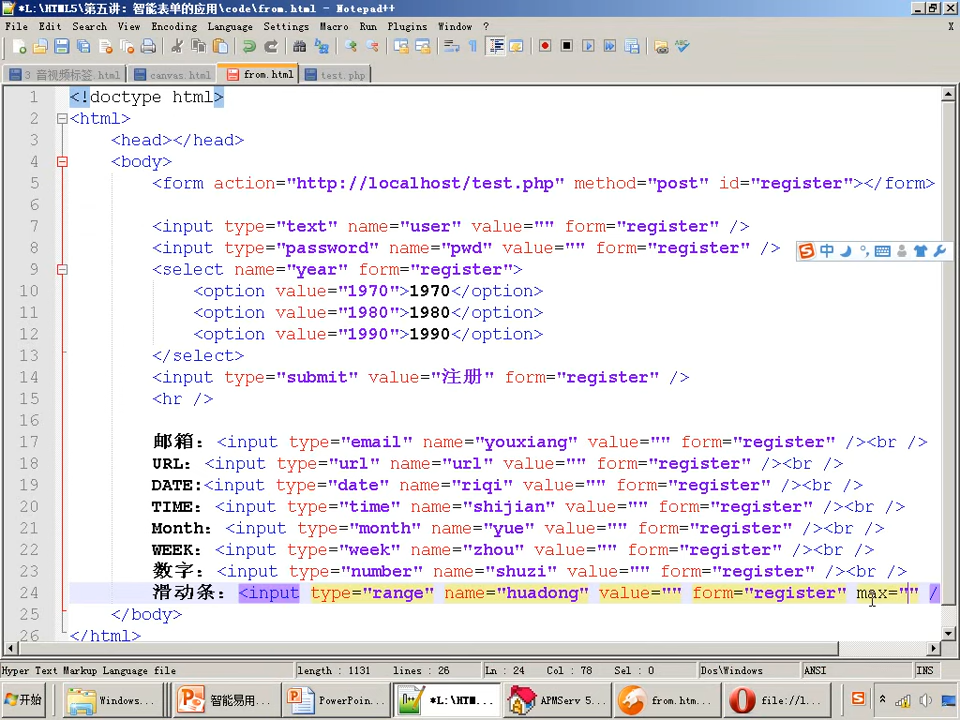 *L:\HTML5\第五讲：智能表单的应用\code\from.html - Notepad++
File Edit Search View Encoding Language Settings Macro Run Plugins Window ? X
3 音视频标签.html canvas.html from.html test.php
1 <!doctype html>
2 <html>
3 <head></head>
4 <body>
5 <form action="http://localhost/test.php" method="post" id="register"></form>
6
7 <input type="text" name="user" value="" form="register" />
8 <input type="password" name="pwd" value="" form="register" />
中
9 <select name="year" form="register">
10 <option value="1970">1970</option>
11 <option value="1980">1980</option>
12 <option value="1990">1990</option>
13 </select>
14 <input type="submit" value="注册" form="register" />
15 <hr />
16
17 邮箱：<input type="email" name="youxiang" value="" form="register" /><br />
18 URL：<input type="url" name="url" value="" form="register" /><br />
19 DATE:<input type="date" name="riqi" value="" form="register" /><br />
20 TIME：<input type="time" name="shijian" value="" form="register" /><br />
21 Month：<input type="month" name="yue" value="" form="register" /><br />
22 WEEK：<input type="week" name="zhou" value="" form="register" /><br />
23 数字：<input type="number" name="shuzi" value="" form="register" /><br />
24 滑动条：<input type="range" name="huadong" value="" form="register" max="" /
25 </body>
26 </html>
Hyper Text Markup Language file length : 1131 lines : 26 Ln : 24 Col : 78 Sel : 0 Dos\Windows ANSI INS
开始 Windows... 智能易用... PowerPoin... *L:\HTM... APMServ 5... from.htm... file://l...